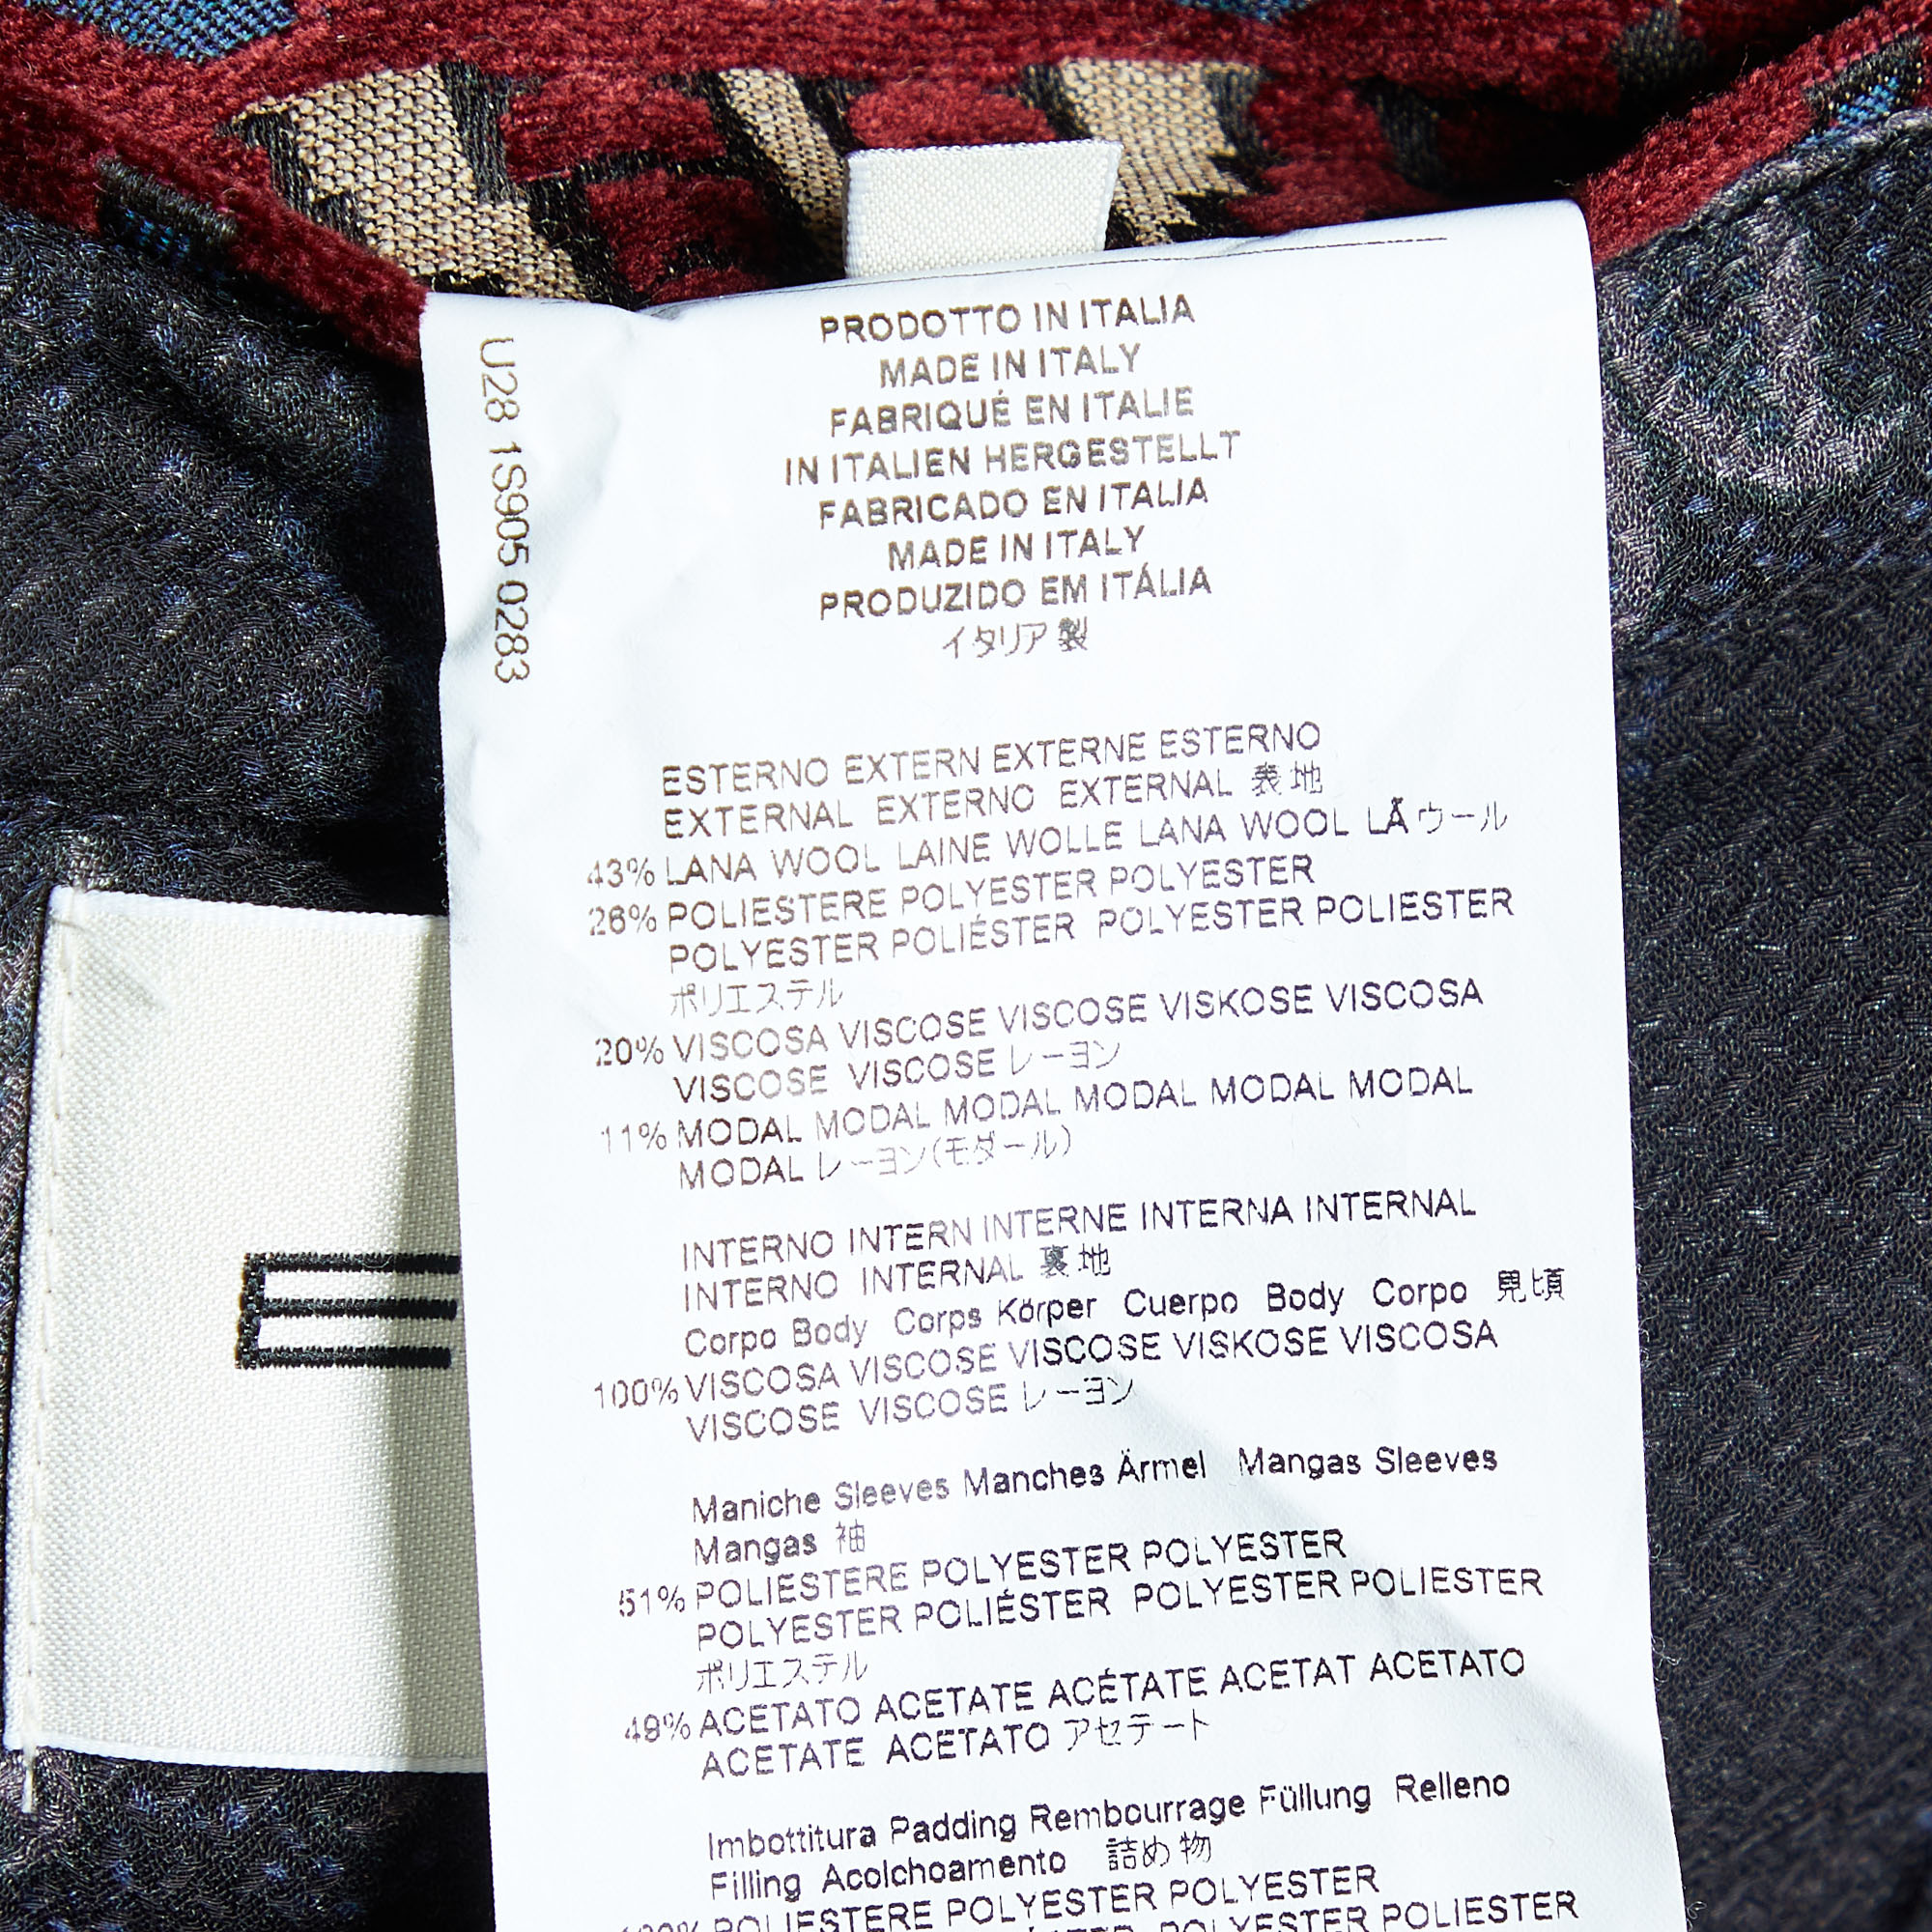 U28 1S905 0283
PRODOTTO IN ITALIA
MADE IN ITALY
FABRIQUÉ EN ITALIE
IN ITALIEN HERGESTELLT
FABRICADO EN ITALIA
MADE IN ITALY
PRODUZIDO EM ITÁLIA
イタリア製
ESTERNO EXTERN EXTERNE ESTERNO
EXTERNAL EXTERNO EXTERNAL 表地
43% LANA WOOL LAINE WOLLE LANA WOOL LÃ ウール
26% POLIESTERE POLYESTER POLYESTER
POLYESTER POLIÉSTER POLYESTER POLIESTER
ポリエステル
20% VISCOSA VISCOSE VISCOSE VISKOSE VISCOSA
VISCOSE VISCOSE レーヨン
11% MODAL MODAL MODAL MODAL MODAL MODAL
MODAL レーヨン(モダール)
INTERNO INTERN INTERNE INTERNA INTERNAL
INTERNO INTERNAL 裏地
Corpo Body Corps Körper Cuerpo Body Corpo 見頃
100% VISCOSA VISCOSE VISCOSE VISKOSE VISCOSA
VISCOSE VISCOSE レーヨン
Maniche Sleeves Manches Ärmel Mangas Sleeves
Mangas 袖
51% POLIESTERE POLYESTER POLYESTER
POLYESTER POLIÉSTER POLYESTER POLIESTER
ポリエステル
49% ACETATO ACETATE ACÉTATE ACETAT ACETATO
ACETATE ACETATO アセテート
Imbottitura Padding Rembourrage Füllung Relleno
Filling Acolchoamento 詰め物
100% POLIESTERE POLYESTER POLYESTER
POLYESTER POLIESTER
E